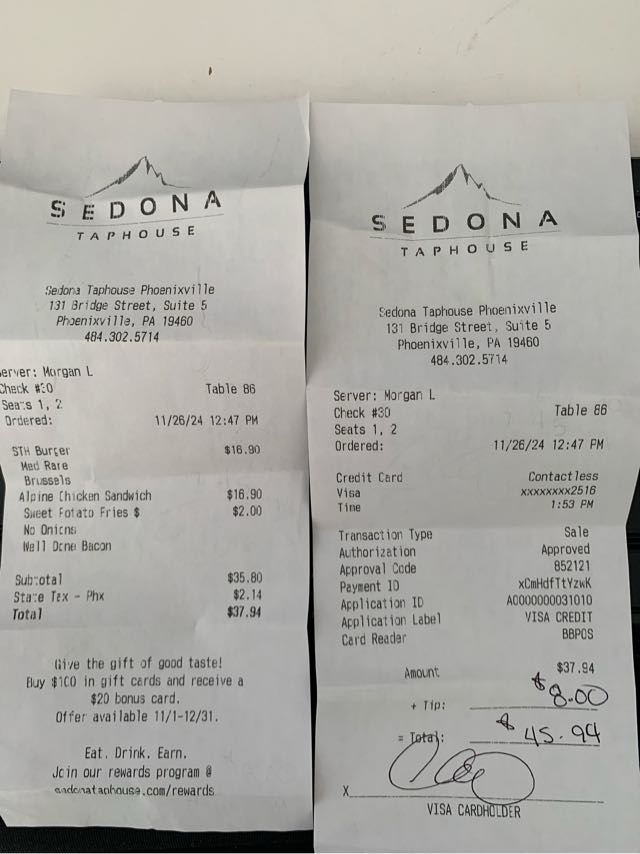 SEDONA
TAPHOUSE
Sedona Taphouse Phoenixville
131 Bridge Street, Suite 5
Phoenixville, PA 19460
484.302.5714
erver: Morgan L
Check #30 Table 86
Seats 1, 2
Ordered: 11/26/24 12:47 PM
STH Burger $16.90
Med Rare
Brussels
Alpine Chicken Sandwich $16.90
Sweet Potato Fries $ $2.00
No Onions
Well Done Bacon
Subtotal $35.80
State Tax - Phx $2.14
Total $37.94
Give the gift of good taste!
Buy $100 in gift cards and receive a
$20 bonus card.
Offer available 11/1-12/31.
Eat. Drink. Earn.
Join our rewards program @
sedonataphouse.com/rewards
SEDONA
TAPHOUSE
Sedona Taphouse Phoenixville
131 Bridge Street, Suite 5
Phoenixville, PA 19460
484.302.5714
Server: Morgan L
Check #30 Table 86
Seats 1, 2
Ordered: 11/26/24 12:47 PM
Credit Card Contactless
Visa xxxxxxxx2516
Time 1:53 PM
Transaction Type Sale
Authorization Approved
Approval Code 852121
Payment ID xCmHdfTtYzwK
Application ID A0000000031010
Application Label VISA CREDIT
Card Reader BBPOS
Amount $37.94
+ Tip: $8.00
= Total: $45.94
X
VISA CARDHOLDER